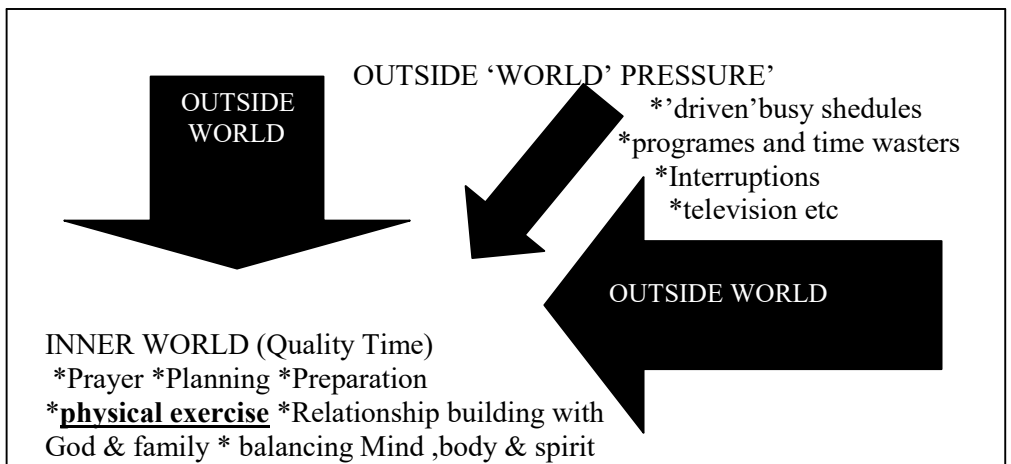 OUTSIDE ‘WORLD’ PRESSURE’
OUTSIDE
WORLD
*’driven’busy shedules
*programes and time wasters
*Interruptions
*television etc
OUTSIDE WORLD
INNER WORLD (Quality Time)
*Prayer *Planning *Preparation
*physical exercise *Relationship building with
God & family * balancing Mind ,body & spirit